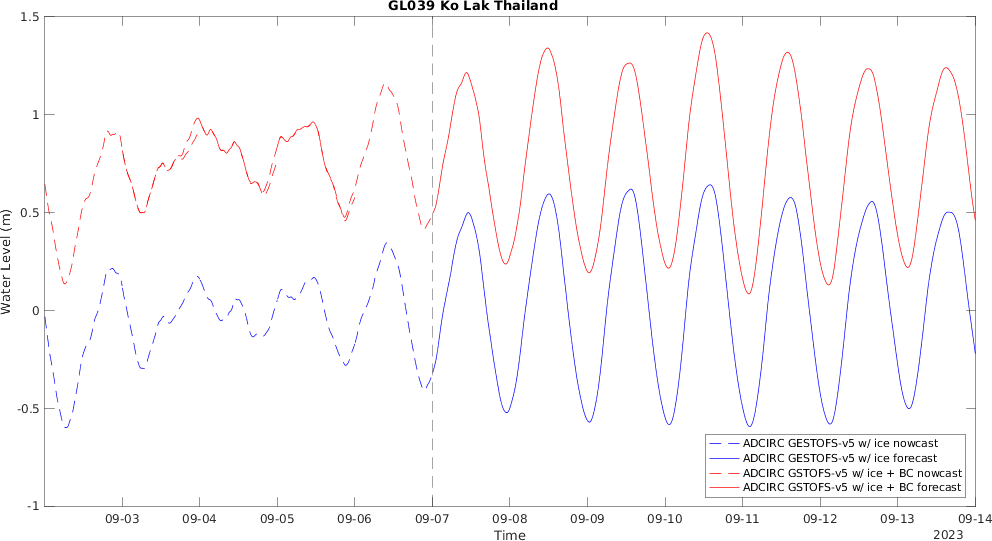 GL039 Ko Lak Thailand
1.5
1
0.5
0
-0.5
-1
Water Level (m)
ADCIRC GESTOFS-v5 w/ ice nowcast
ADCIRC GESTOFS-v5 w/ ice forecast
ADCIRC GSTOFS-v5 w/ ice + BC nowcast
ADCIRC GSTOFS-v5 w/ ice + BC forecast
09-03 09-04 09-05 09-06 09-07 09-08 09-09 09-10 09-11 09-12 09-13 09-14
Time
2023